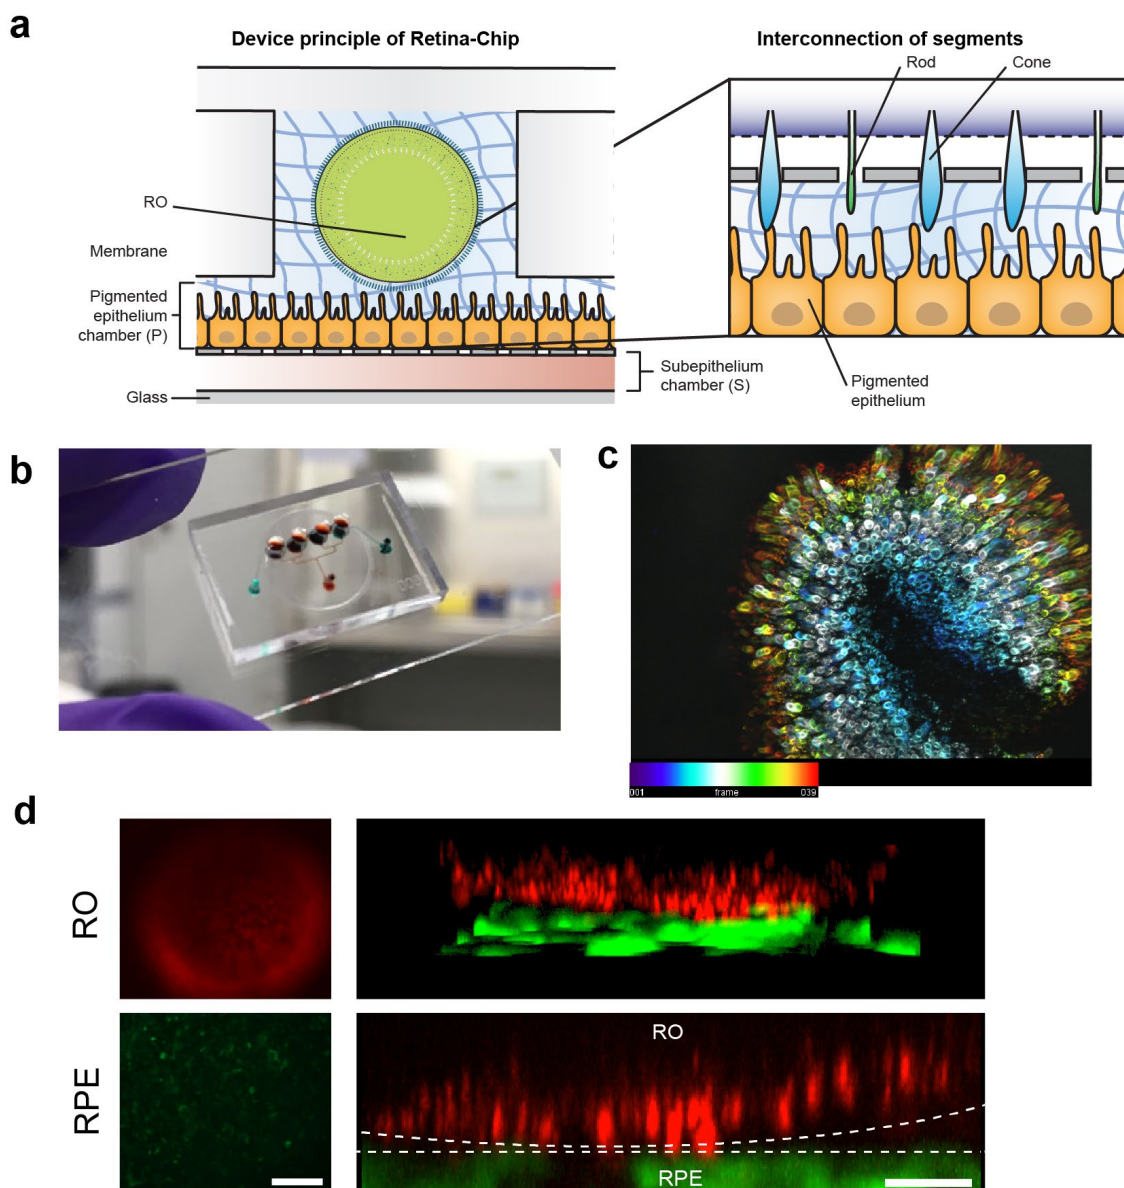 a
Device principle of Retina-Chip
Interconnection of segments
Rod
Cone
RO
Membrane
Pigmented
epithelium
chamber (P)
Glass
Subepithelium
chamber (S)
Pigmented
epithelium
b
c
001
frame
039
d
RO
RPE
RO
RPE